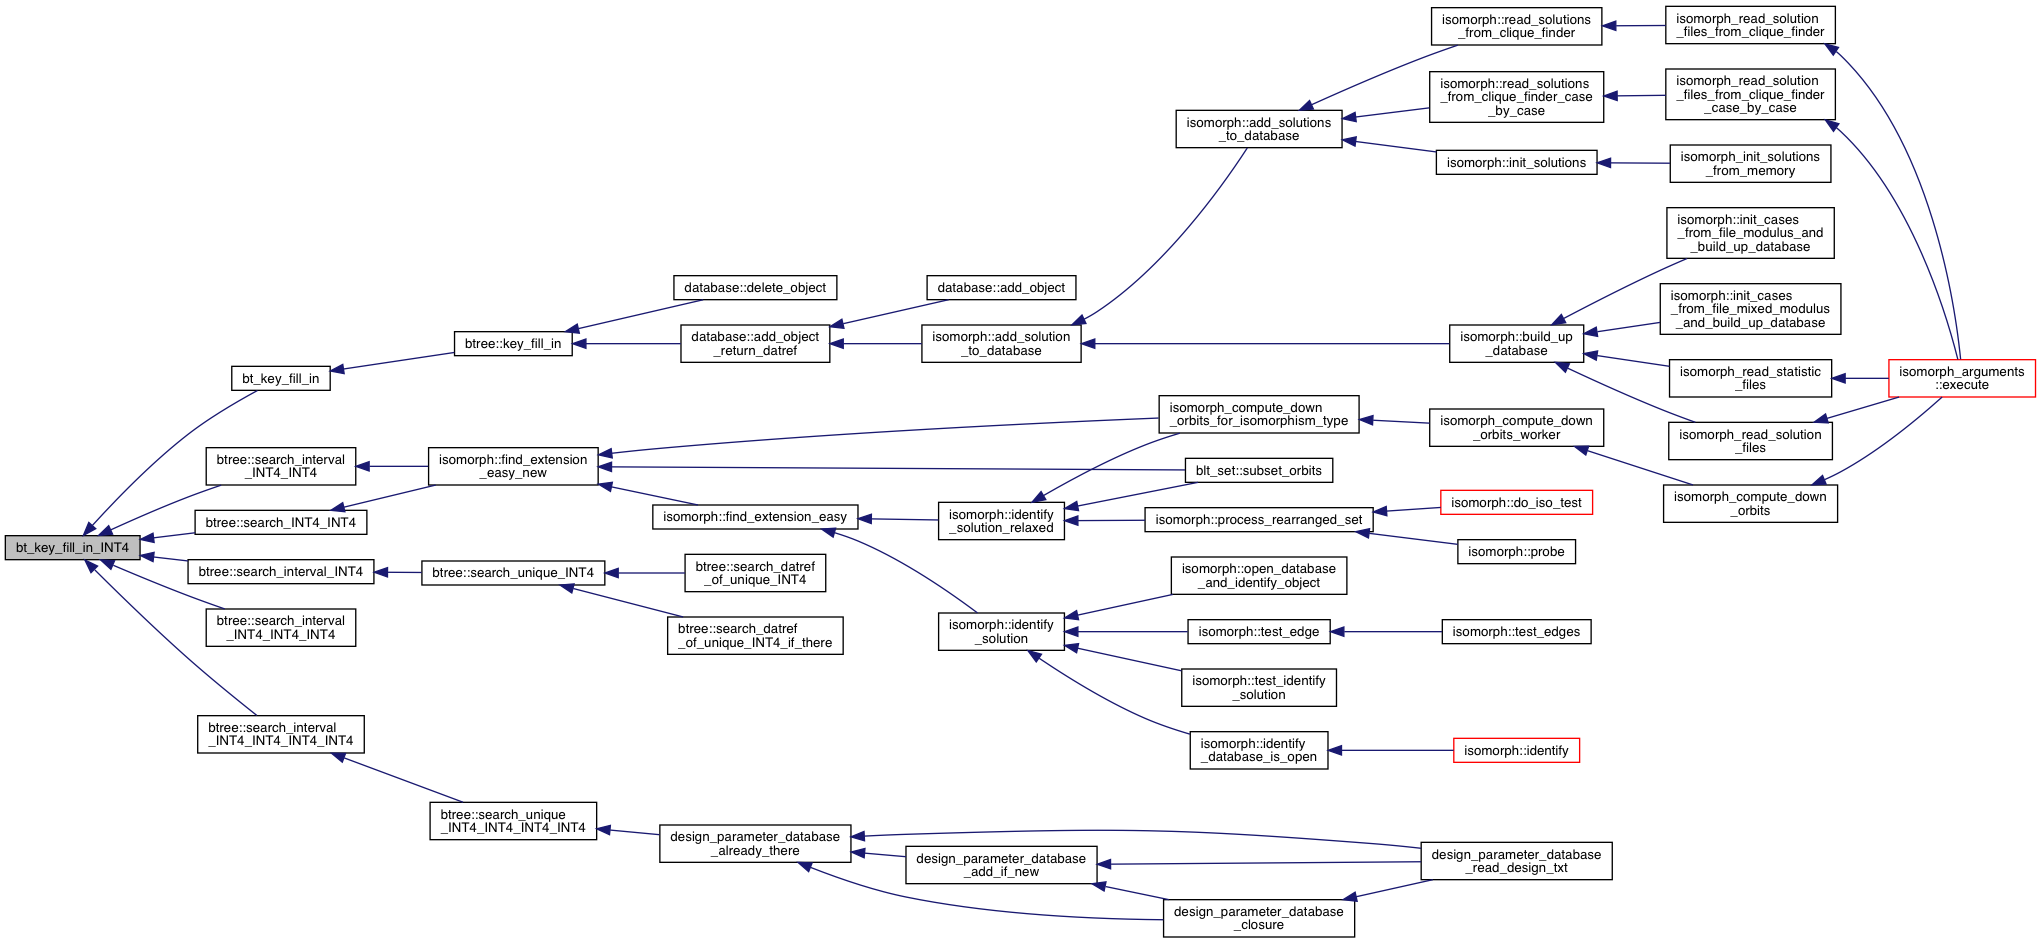 bt_key_fill_in_INT4
bt_key_fill_in
btree::search_interval
_INT4_INT4
btree::search_INT4_INT4
btree::search_interval_INT4
btree::search_interval
_INT4_INT4_INT4
btree::search_interval
_INT4_INT4_INT4_INT4
btree::key_fill_in
isomorph::find_extension
_easy_new
btree::search_unique_INT4
btree::search_unique
_INT4_INT4_INT4_INT4
database::delete_object
database::add_object
_return_datref
isomorph::find_extension_easy
btree::search_datref
_of_unique_INT4
btree::search_datref
_of_unique_INT4_if_there
design_parameter_database
_already_there
database::add_object
isomorph::add_solution
_to_database
isomorph::identify
_solution_relaxed
isomorph::identify
_solution
design_parameter_database
_add_if_new
isomorph::add_solutions
_to_database
isomorph_compute_down
_orbits_for_isomorphism_type
blt_set::subset_orbits
isomorph::process_rearranged_set
isomorph::open_database
_and_identify_object
isomorph::test_edge
isomorph::test_identify
_solution
isomorph::identify
_database_is_open
design_parameter_database
_closure
isomorph::read_solutions
_from_clique_finder
isomorph::read_solutions
_from_clique_finder_case
_by_case
isomorph::init_solutions
isomorph::build_up
_database
isomorph_compute_down
_orbits_worker
isomorph::do_iso_test
isomorph::probe
isomorph::test_edges
isomorph::identify
design_parameter_database
_read_design_txt
isomorph_read_solution
_files_from_clique_finder
isomorph_read_solution
_files_from_clique_finder
_case_by_case
isomorph_init_solutions
_from_memory
isomorph::init_cases
_from_file_modulus_and
_build_up_database
isomorph::init_cases
_from_file_mixed_modulus
_and_build_up_database
isomorph_read_statistic
_files
isomorph_read_solution
_files
isomorph_compute_down
_orbits
isomorph_arguments
::execute